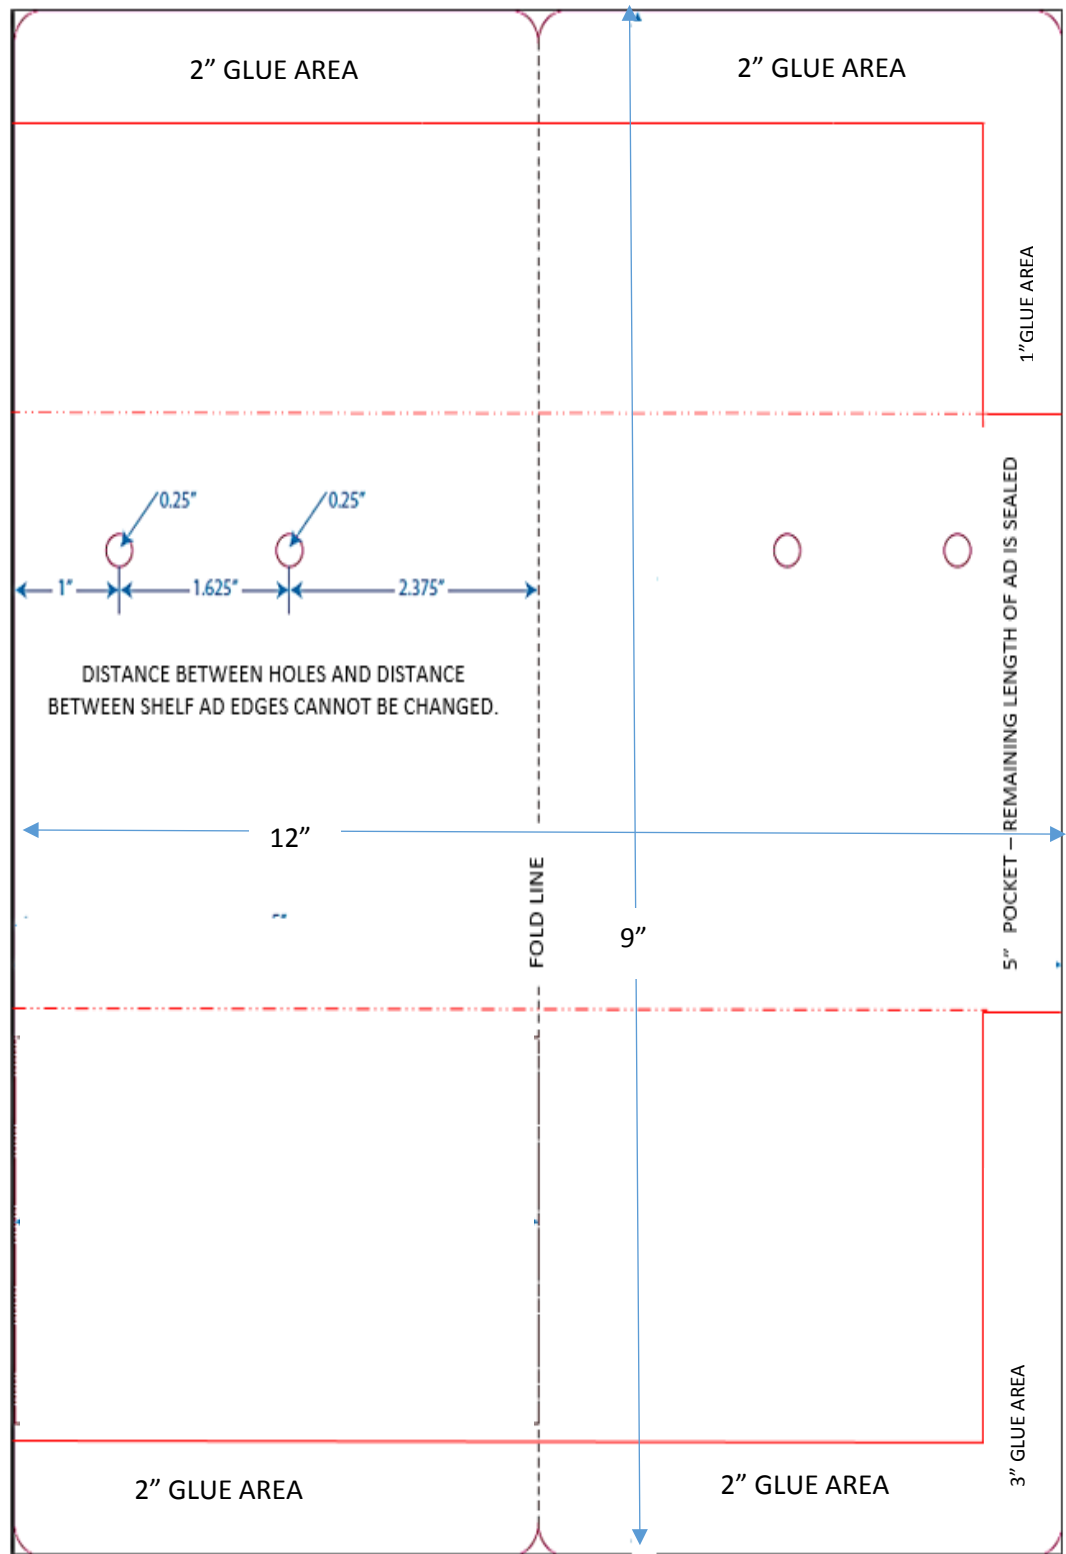 2” GLUE AREA
2” GLUE AREA
1”GLUE AREA
0.25"
0.25"
1"
1.625"
2.375"
DISTANCE BETWEEN HOLES AND DISTANCE
BETWEEN SHELF AD EDGES CANNOT BE CHANGED.
5” POCKET – REMAINING LENGTH OF AD IS SEALED
12”
FOLD LINE
9”
3” GLUE AREA
2” GLUE AREA
2” GLUE AREA